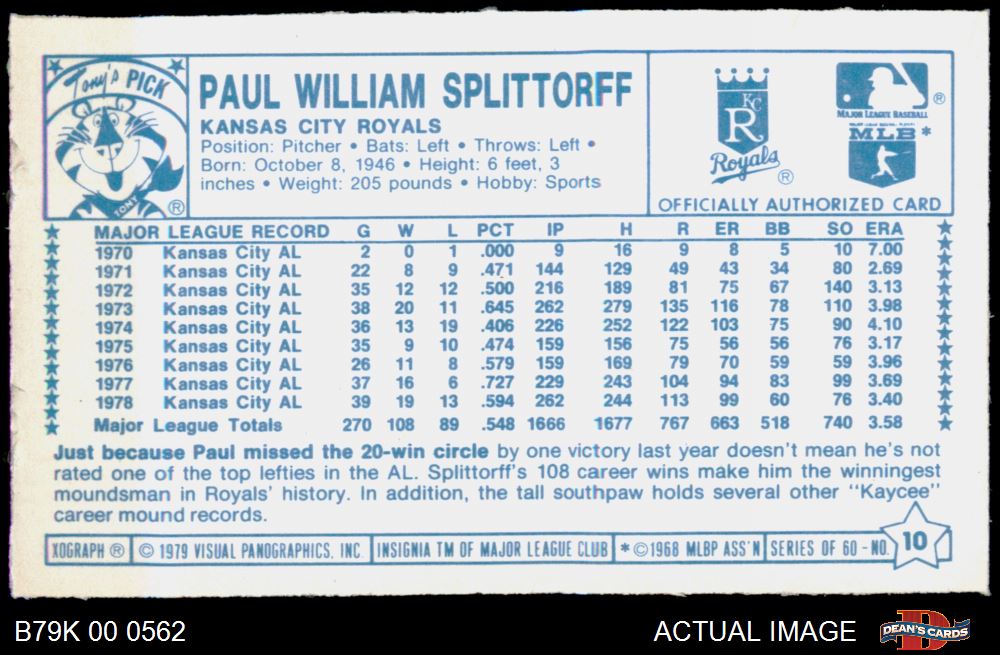 Tony's PICK
TONY
®
PAUL WILLIAM SPLITTORFF
KANSAS CITY ROYALS
Position: Pitcher • Bats: Left • Throws: Left •
Born: October 8, 1946 • Height: 6 feet, 3
inches • Weight: 205 pounds • Hobby: Sports
KC
R
Royals ®
®
MAJOR LEAGUE BASEBALL
MLB *
OFFICIALLY AUTHORIZED CARD
MAJOR LEAGUE RECORD G W L PCT IP H R ER BB SO ERA
1970 Kansas City AL 2 0 1 .000 9 16 9 8 5 10 7.00
1971 Kansas City AL 22 8 9 .471 144 129 49 43 34 80 2.69
1972 Kansas City AL 35 12 12 .500 216 189 81 75 67 140 3.13
1973 Kansas City AL 38 20 11 .645 262 279 135 116 78 110 3.98
1974 Kansas City AL 36 13 19 .406 226 252 122 103 75 90 4.10
1975 Kansas City AL 35 9 10 .474 159 156 75 56 56 76 3.17
1976 Kansas City AL 26 11 8 .579 159 169 79 70 59 59 3.96
1977 Kansas City AL 37 16 6 .727 229 243 104 94 83 99 3.69
1978 Kansas City AL 39 19 13 .594 262 244 113 99 60 76 3.40
Major League Totals 270 108 89 .548 1666 1677 767 663 518 740 3.58
Just because Paul missed the 20-win circle by one victory last year doesn't mean he's not
rated one of the top lefties in the AL. Splittorff's 108 career wins make him the winningest
moundsman in Royals' history. In addition, the tall southpaw holds several other "Kaycee"
career mound records.
XOGRAPH ® © 1979 VISUAL PANOGRAPHICS, INC. INSIGNIA TM OF MAJOR LEAGUE CLUB * ©1968 MLBP ASS'N SERIES OF 60 - NO. 10
B79K 00 0562
ACTUAL IMAGE
D
DEAN'S CARDS